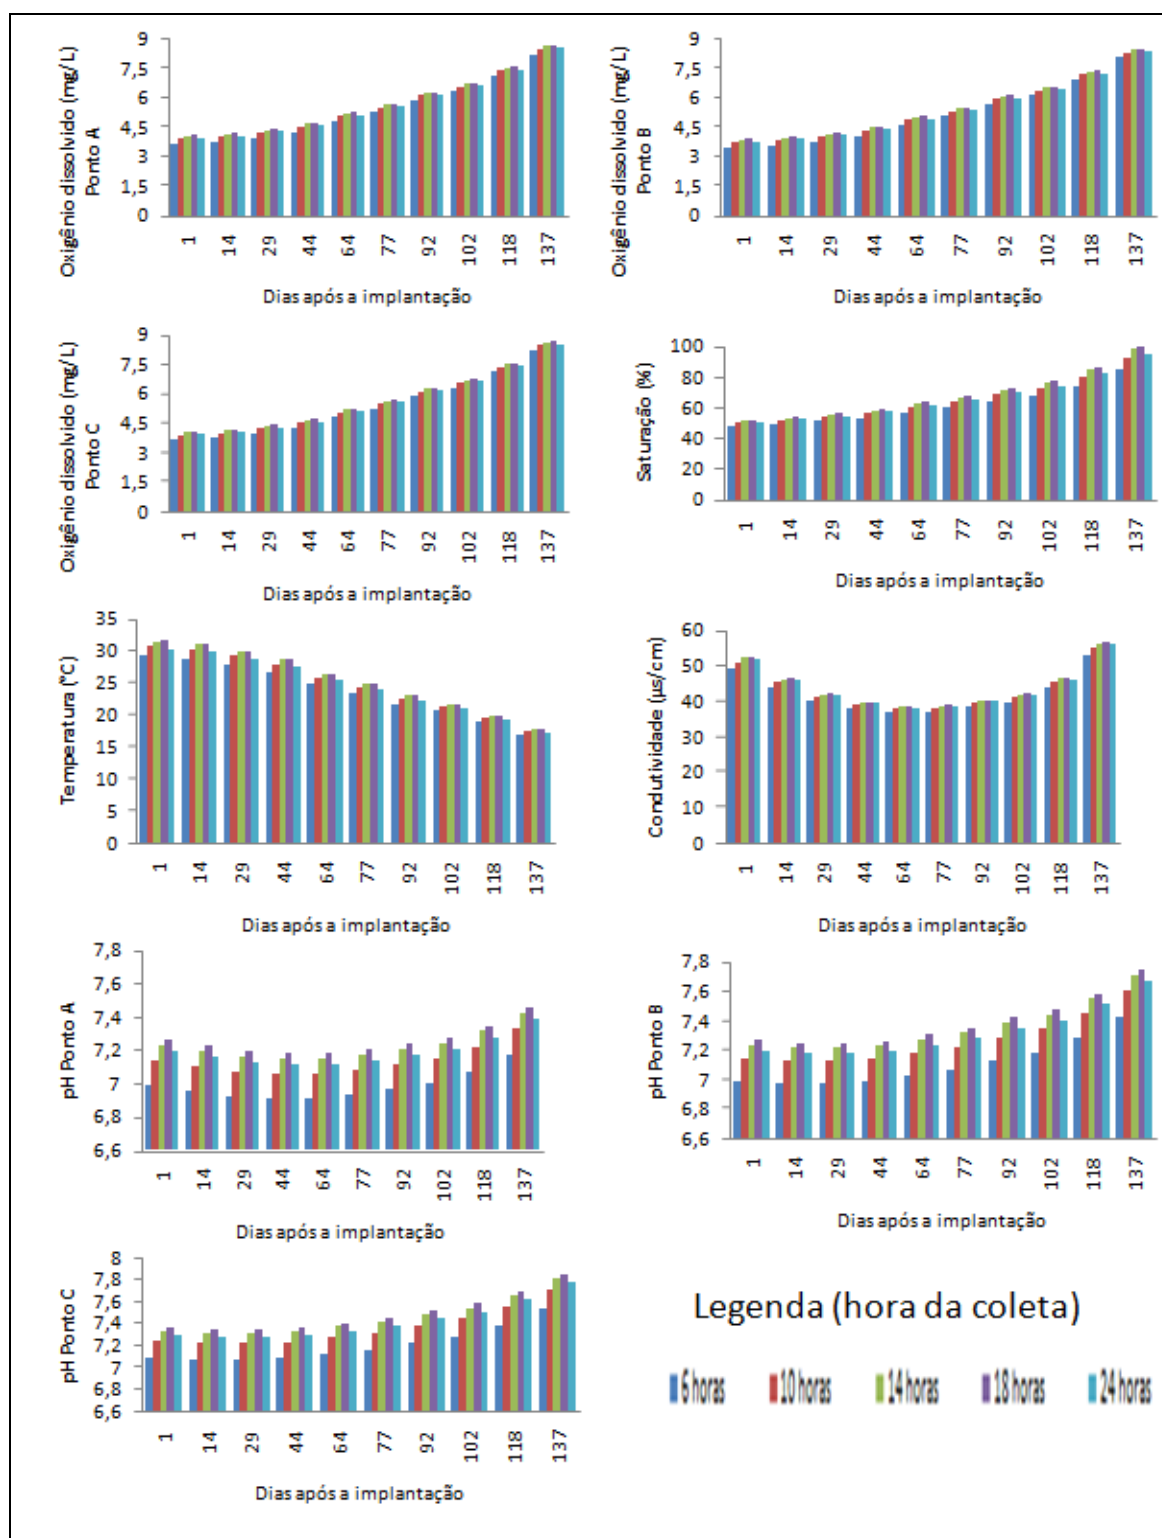 Oxigênio dissolvido (mg/L)
Ponto A
9
7,5
6
4,5
3
1,5
0
1 14 29 44 64 77 92 102 118 137
Dias após a implantação
Oxigênio dissolvido (mg/L)
Ponto B
9
7,5
6
4,5
3
1,5
0
1 14 29 44 64 77 92 102 118 137
Dias após a implantação
Oxigênio dissolvido (mg/L)
Ponto C
9
7,5
6
4,5
3
1,5
0
1 14 29 44 64 77 92 102 118 137
Dias após a implantação
Saturação (%)
100
80
60
40
20
0
1 14 29 44 64 77 92 102 118 137
Dias após a implantação
Temperatura (°C)
35
30
25
20
15
10
5
0
1 14 29 44 64 77 92 102 118 137
Dias após a implantação
Condutividade (µs/cm)
60
50
40
30
20
10
0
1 14 29 44 64 77 92 102 118 137
Dias após a implantação
pH Ponto A
7,8
7,6
7,4
7,2
7
6,8
6,6
1 14 29 44 64 77 92 102 118 137
Dias após a implantação
pH Ponto B
7,8
7,6
7,4
7,2
7
6,8
6,6
1 14 29 44 64 77 92 102 118 137
Dias após a implantação
pH Ponto C
8
7,8
7,6
7,4
7,2
7
6,8
6,6
1 14 29 44 64 77 92 102 118 137
Dias após a implantação
Legenda (hora da coleta)
6 horas 10 horas 14 horas 18 horas 24 horas